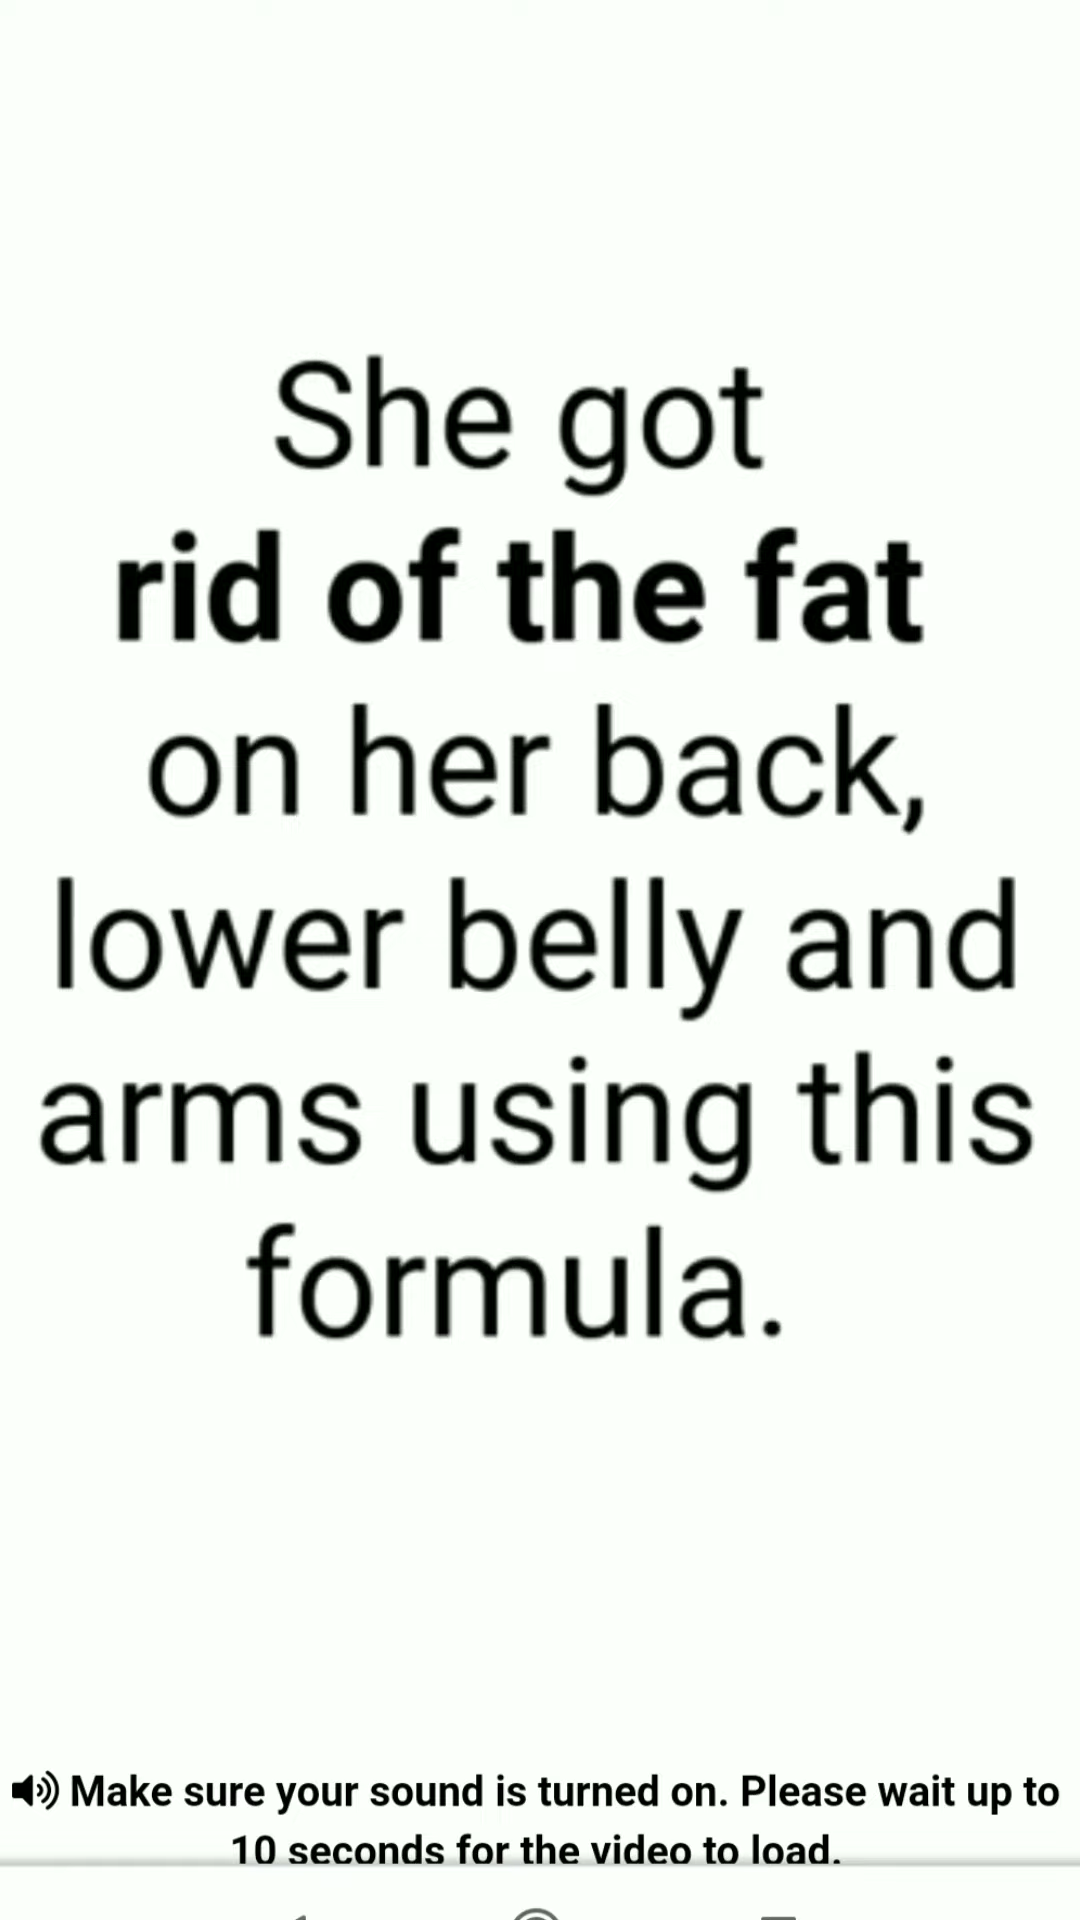 She got
rid of the fat
on her back,
lower belly and
arms using this
formula.
Make sure your sound is turned on. Please wait up to
10 seconds for the video to load.